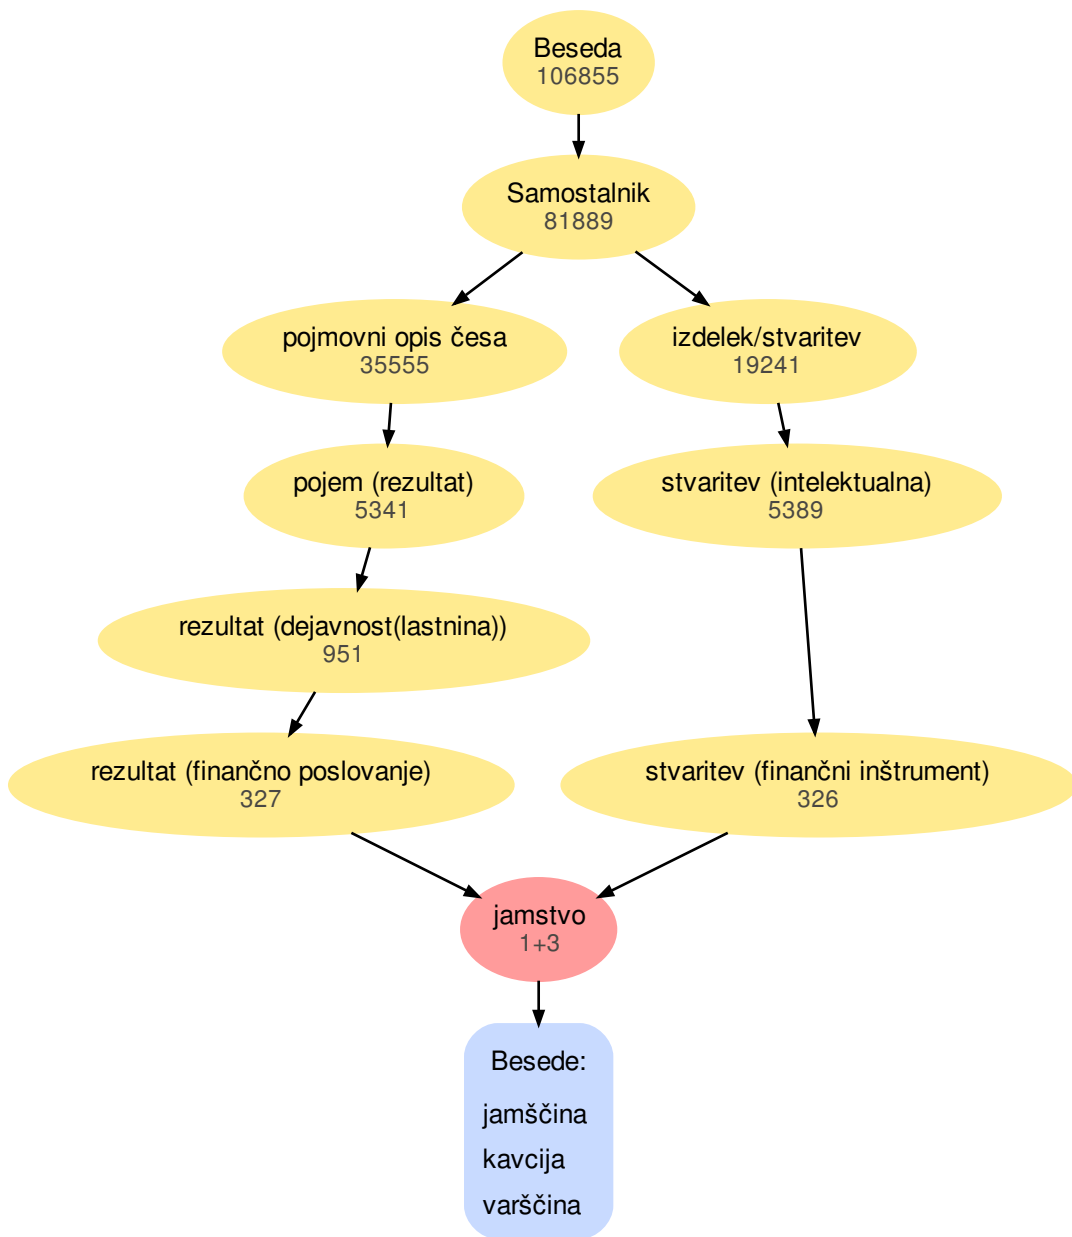 Beseda
106855
Samostalnik
81889
pojmovni opis česa
35555
izdelek/stvaritev
19241
pojem (rezultat)
5341
stvaritev (intelektualna)
5389
rezultat (dejavnost(lastnina))
951
rezultat (finančno poslovanje)
327
stvaritev (finančni inštrument)
326
jamstvo
1+3
Besede:
jamščina
kavcija
varščina